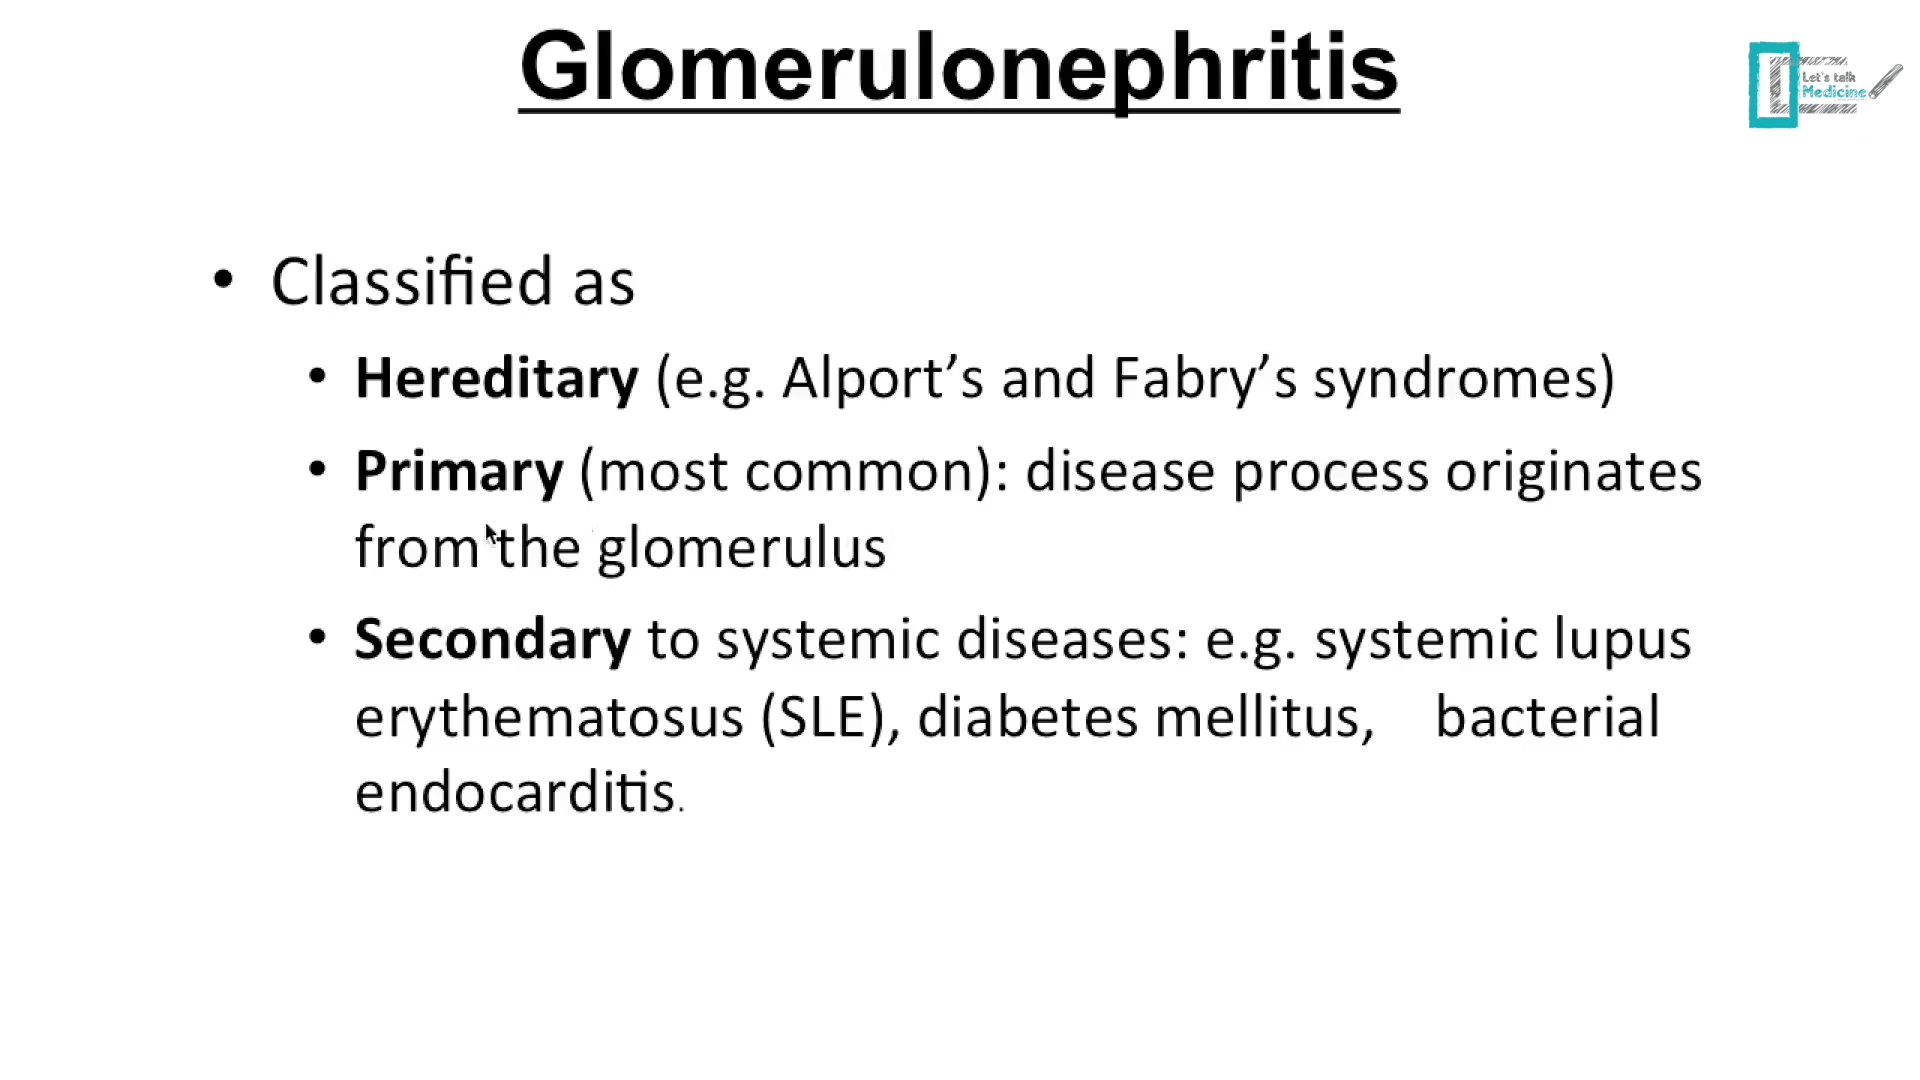 Glomerulonephritis
Let's talk
Medicine
• Classified as
• Hereditary (e.g. Alport’s and Fabry’s syndromes)
• Primary (most common): disease process originates
from the glomerulus
• Secondary to systemic diseases: e.g. systemic lupus
erythematosus (SLE), diabetes mellitus, bacterial
endocarditis.